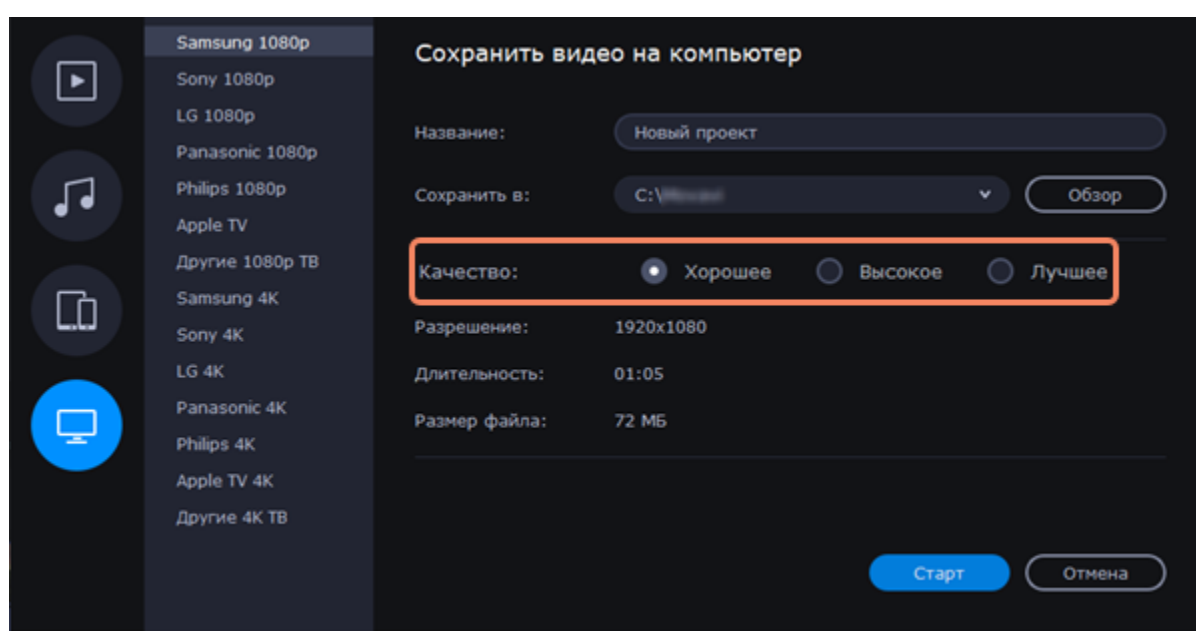 Samsung 1080p
Sony 1080p
LG 1080p
Panasonic 1080p
Philips 1080p
Apple TV
Другие 1080p ТВ
Samsung 4K
Sony 4K
LG 4K
Panasonic 4K
Philips 4K
Apple TV 4K
Другие 4K ТВ
Сохранить видео на компьютер
Название: Новый проект
Сохранить в: C:\ Обзор
Качество: Хорошее Высокое Лучшее
Разрешение: 1920x1080
Длительность: 01:05
Размер файла: 72 МБ
Старт Отмена